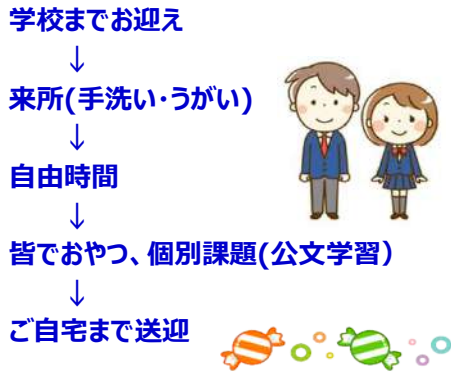 学校までお迎え
↓
来所(手洗い・うがい)
↓
自由時間
↓
皆でおやつ、個別課題(公文学習）
↓
ご自宅まで送迎